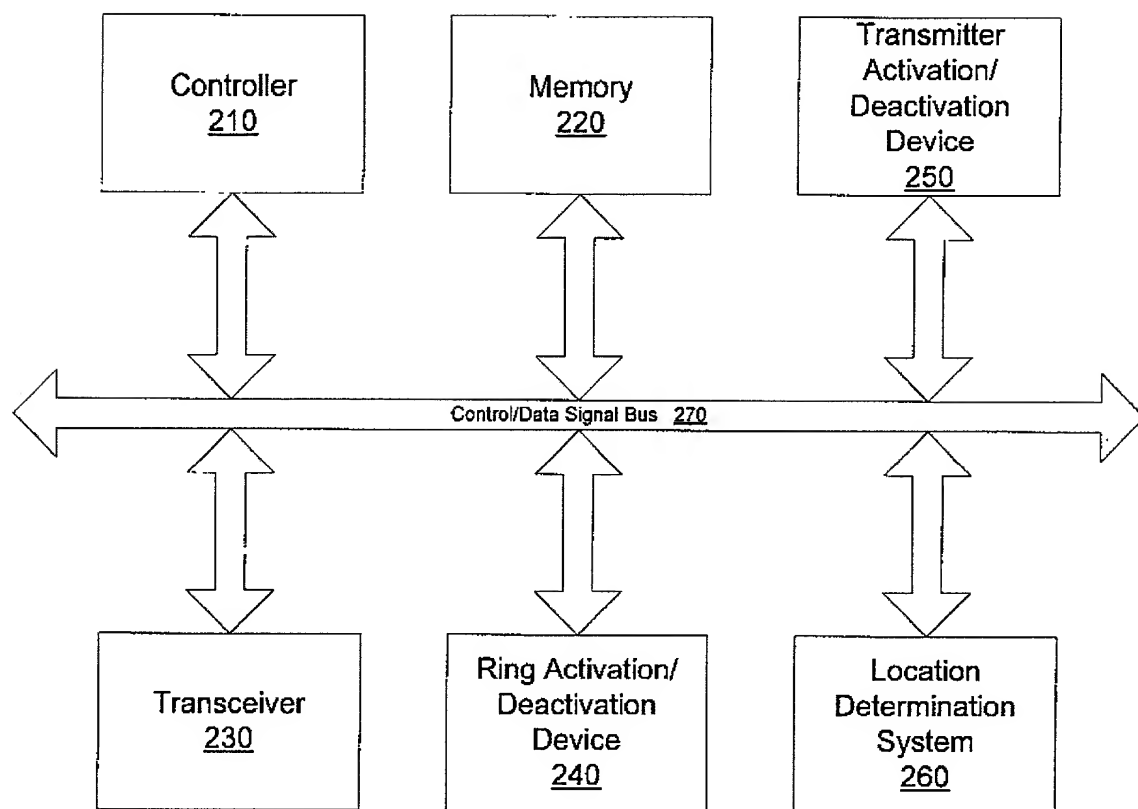 Controller
210
Memory
220
Transmitter
Activation/
Deactivation
Device
250
Control/Data Signal Bus 270
Transceiver
230
Ring Activation/
Deactivation
Device
240
Location
Determination
System
260